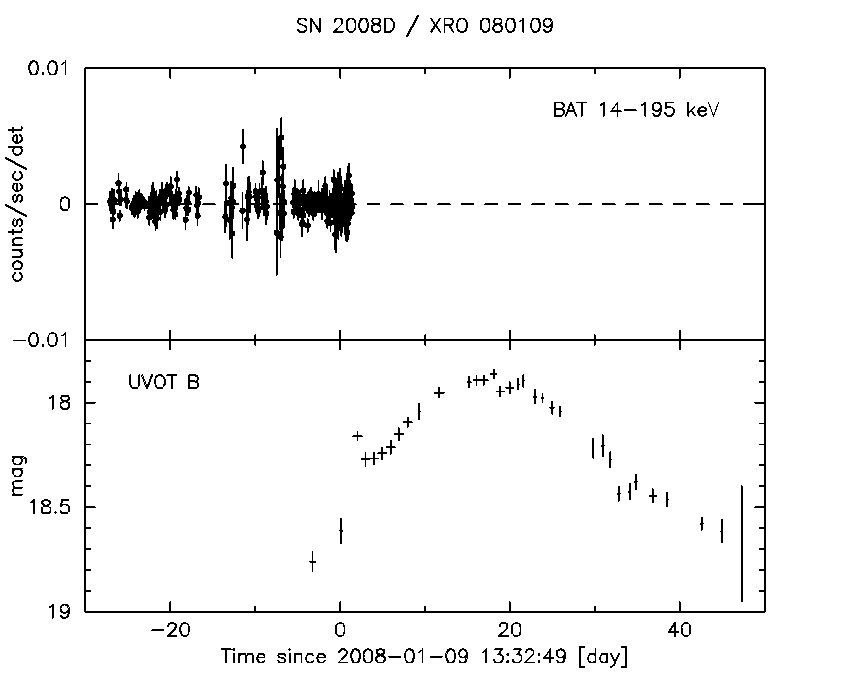 SN 2008D / XRO 080109
0.01
BAT 14−195 keV
counts/sec/det
0
−0.01
UVOT B
18
mag
18.5
19
−20 0 20 40
Time since 2008−01−09 13:32:49 [day]